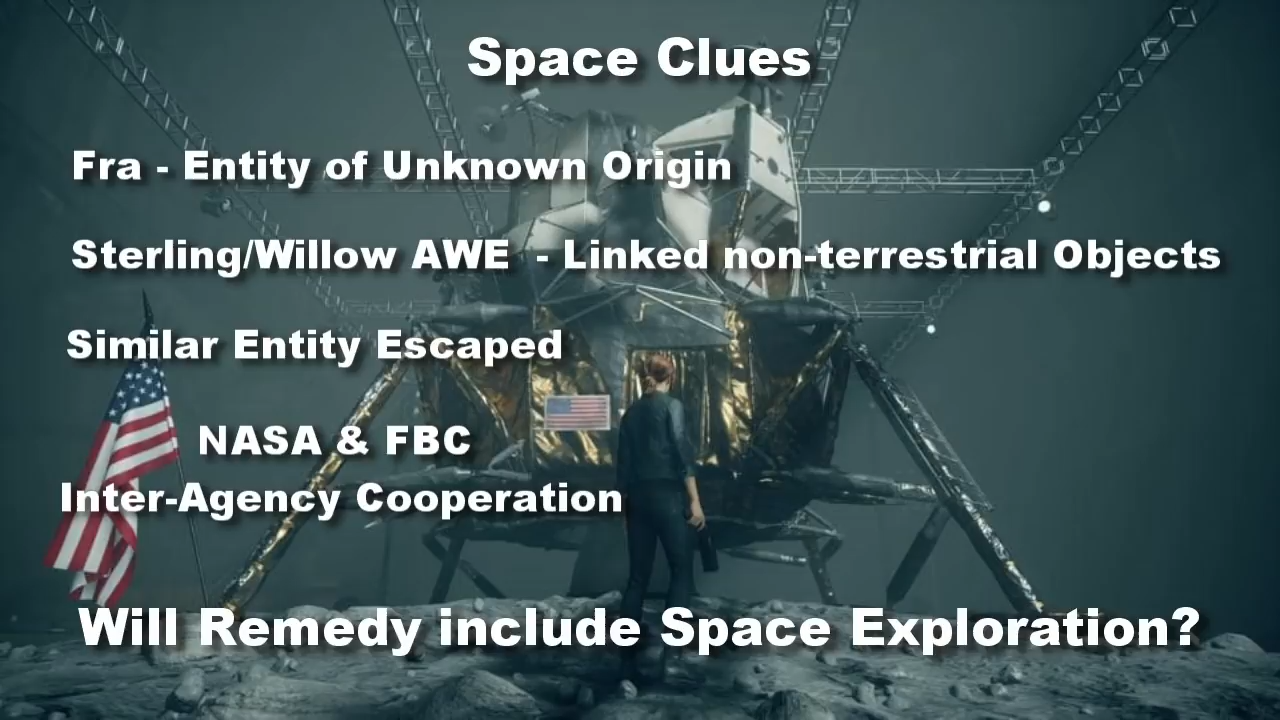 Space Clues
Fra - Entity of Unknown Origin
Sterling/Willow AWE - Linked non-terrestrial Objects
Similar Entity Escaped
NASA & FBC
Inter-Agency Cooperation
Will Remedy include Space Exploration?